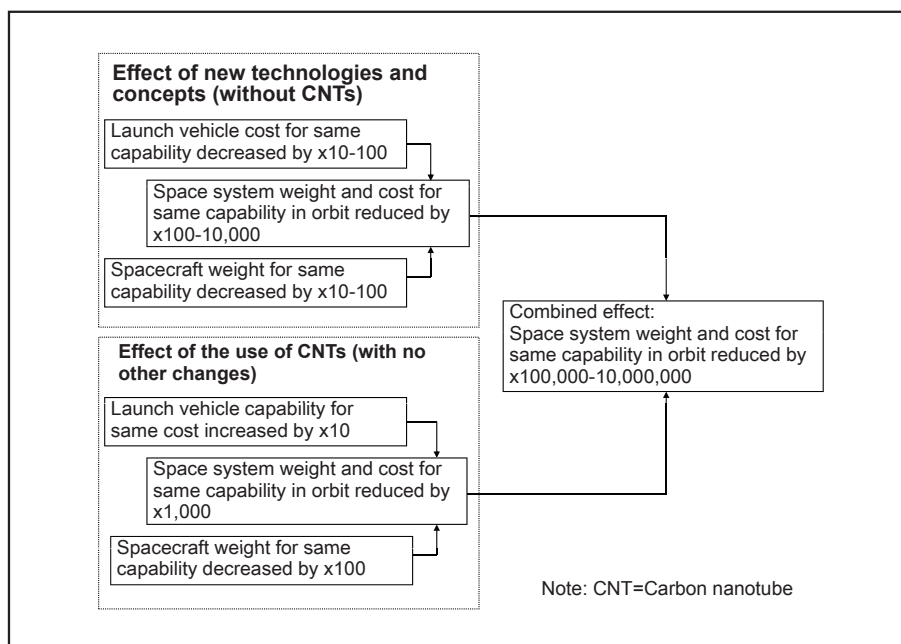 Effect of new technologies and
concepts (without CNTs)
Launch vehicle cost for same
capability decreased by x10-100
Space system weight and cost for
same capability in orbit reduced by
x100-10,000
Spacecraft weight for same
capability decreased by x10-100
Effect of the use of CNTs (with no
other changes)
Launch vehicle capability for
same cost increased by x10
Space system weight and cost for
same capability in orbit reduced by
x1,000
Spacecraft weight for same
capability decreased by x100
Combined effect:
Space system weight and cost for
same capability in orbit reduced by
x100,000-10,000,000
Note: CNT=Carbon nanotube